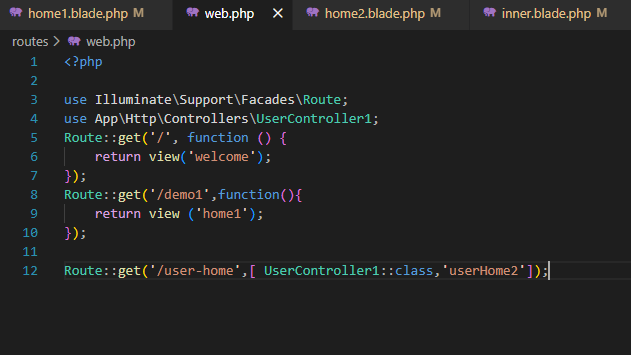 home1.blade.php M web.php × home2.blade.php M inner.blade.php M
routes > web.php
1 <?php
2
3 use Illuminate\Support\Facades\Route;
4 use App\Http\Controllers\UserController1;
5 Route::get('/', function () {
6     return view('welcome');
7 });
8 Route::get('/demo1',function(){
9     return view ('home1');
10 });
11
12 Route::get('/user-home',[ UserController1::class,'userHome2']);